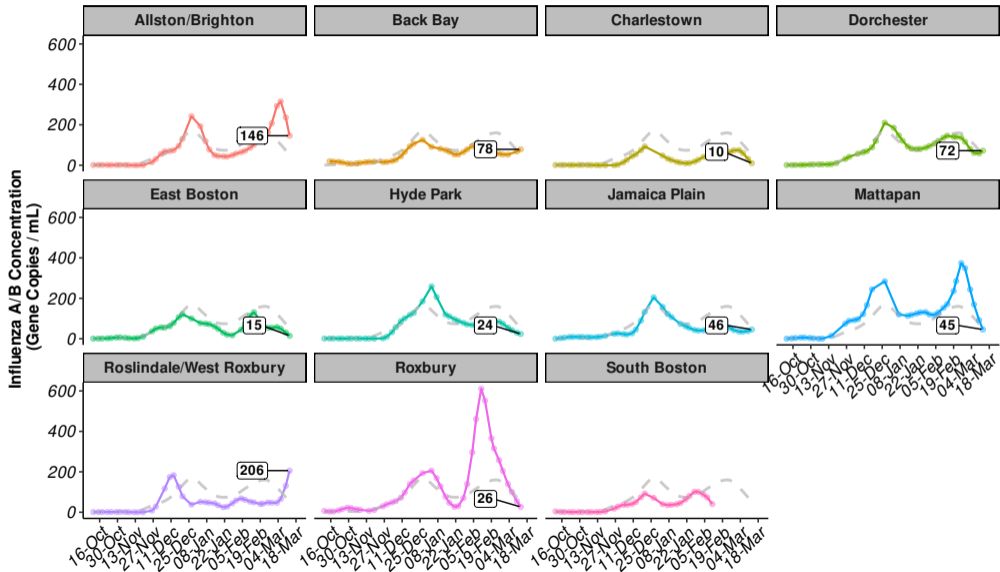 Allston/Brighton Back Bay Charlestown Dorchester
600
400
200
0
146 78 10 72
East Boston Hyde Park Jamaica Plain Mattapan
600
400
200
0
15 24 46 45
Influenza A/B Concentration
(Gene Copies / mL)
Roslindale/West Roxbury Roxbury South Boston
16-Oct 30-Oct 13-Nov 27-Nov 11-Dec 25-Dec 08-Jan 22-Jan 05-Feb 19-Feb 04-Mar 18-Mar
600
400
200
0
206 26
16-Oct 30-Oct 13-Nov 27-Nov 11-Dec 25-Dec 08-Jan 22-Jan 05-Feb 19-Feb 04-Mar 18-Mar
16-Oct 30-Oct 13-Nov 27-Nov 11-Dec 25-Dec 08-Jan 22-Jan 05-Feb 19-Feb 04-Mar 18-Mar
16-Oct 30-Oct 13-Nov 27-Nov 11-Dec 25-Dec 08-Jan 22-Jan 05-Feb 19-Feb 04-Mar 18-Mar